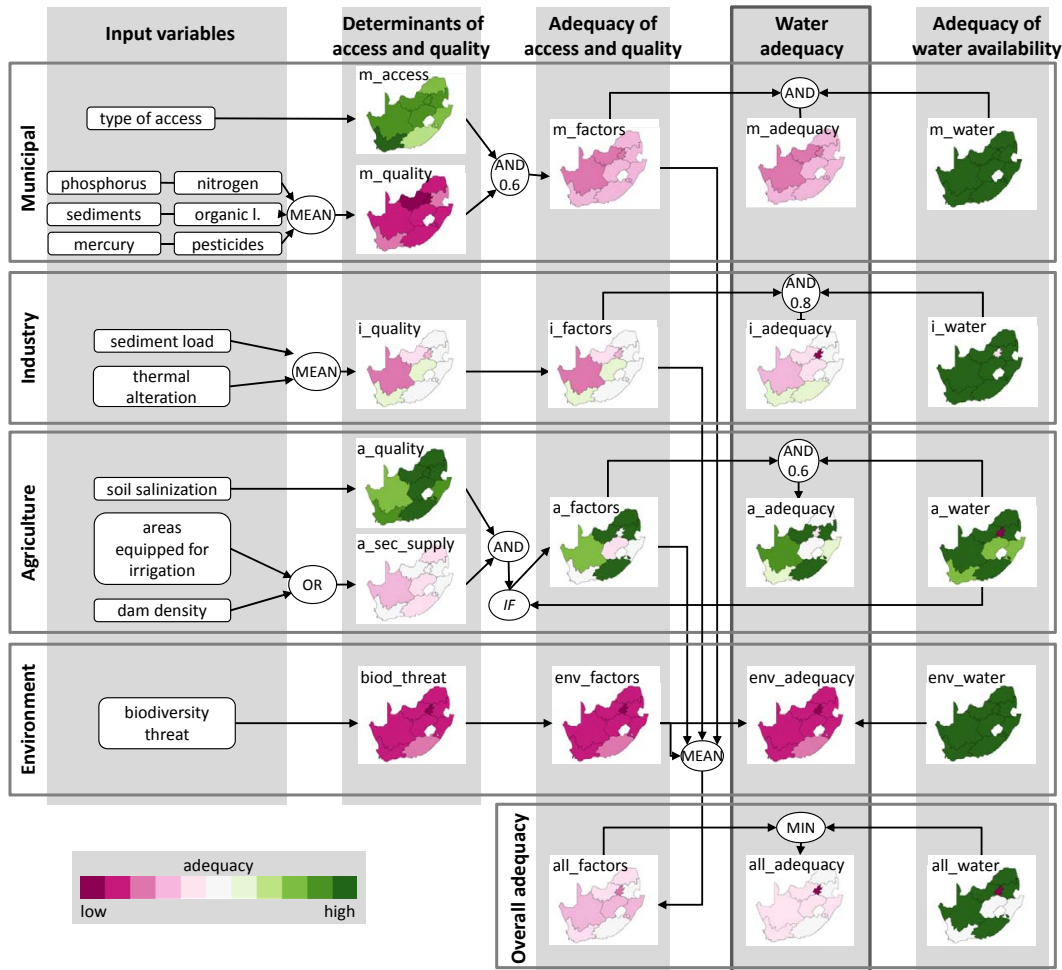 Input variables
Determinants of
access and quality
Adequacy of
access and quality
Water
adequacy
Adequacy of
water availability
Municipal
type of access
phosphorus
nitrogen
sediments
organic l.
mercury
pesticides
MEAN
m_access
m_quality
AND
0.6
m_factors
AND
m_adequacy
m_water
Industry
sediment load
thermal
alteration
MEAN
i_quality
i_factors
AND
0.8
i_adequacy
i_water
Agriculture
soil salinization
areas
equipped for
irrigation
dam density
OR
a_quality
a_sec_supply
AND
IF
a_factors
AND
0.6
a_adequacy
a_water
Environment
biodiversity
threat
biod_threat
env_factors
MEAN
env_adequacy
env_water
Overall adequacy
all_factors
MIN
all_adequacy
all_water
adequacy
low
high